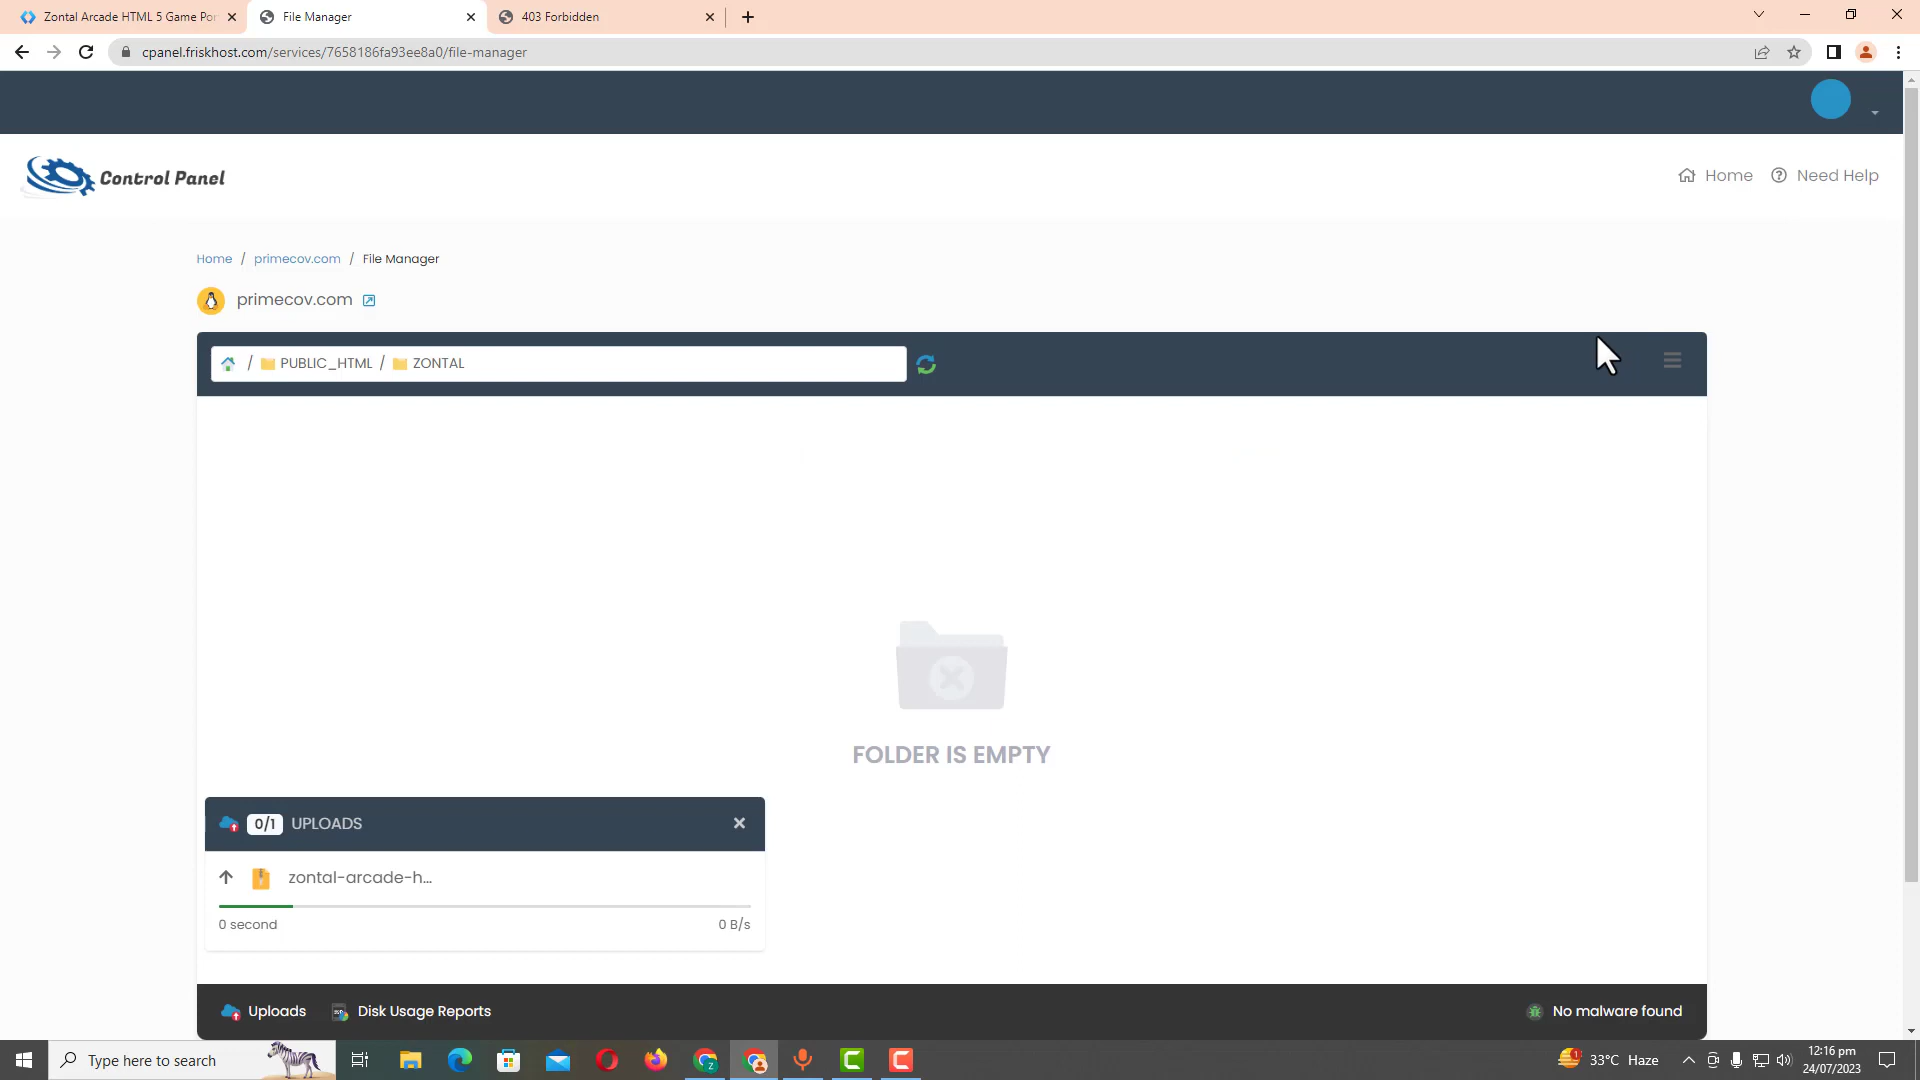 Zontal Arcade HTML 5 Game Por
File Manager
403 Forbidden
cpanel.friskhost.com/services/7658186fa93ee8a0/file-manager
Control Panel
Home
Need Help
Home / primecov.com / File Manager
primecov.com
/ PUBLIC_HTML / ZONTAL
FOLDER IS EMPTY
0/1 UPLOADS
zontal-arcade-h...
0 second
0 B/s
Uploads
Disk Usage Reports
No malware found
Type here to search
33°C Haze
12:16 pm
24/07/2023